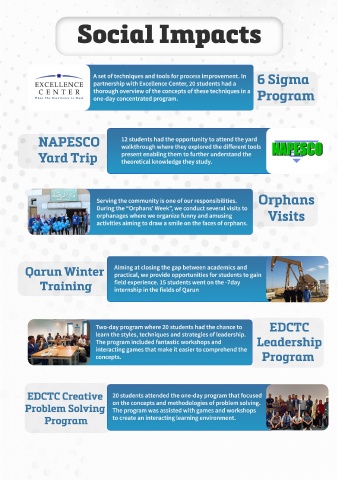 Social Impacts
EXCELLENCE
CENTER
A set of techniques and tools for process improvement. In
partnership with Excellence Center, 20 students had a
thorough overview of the concepts of these techniques in a
one-day concentrated program.
6 Sigma
Program
NAPESCO
Yard Trip
12 students had the opportunity to attend the yard
walkthrough where they explored the different tools
present enabling them to further understand the
theoretical knowledge they study.
NAPESCO
Serving the community is one of our responsibilities.
During the "Orphans' Week", we conduct several visits to
orphanages where we organize funny and amusing
activities aiming to draw a smile on the faces of orphans.
Orphans
Visits
Qarun Winter
Training
Aiming at closing the gap between academics and
practical, we provide opportunities for students to gain
field experience. 15 students went on the -7day
internship in the fields of Qarun
Two-day program where 20 students had the chance to
learn the styles, techniques and strategies of leadership.
The program included fantastic workshops and
interacting games that make it easier to comprehend the
concepts.
EDCTC
Leadership
Program
EDCTC Creative
Problem Solving
Program
20 students attended the one-day program that focused
on the concepts and methodologies of problem solving.
The program was assisted with games and workshops
to create an interacting learning environment.